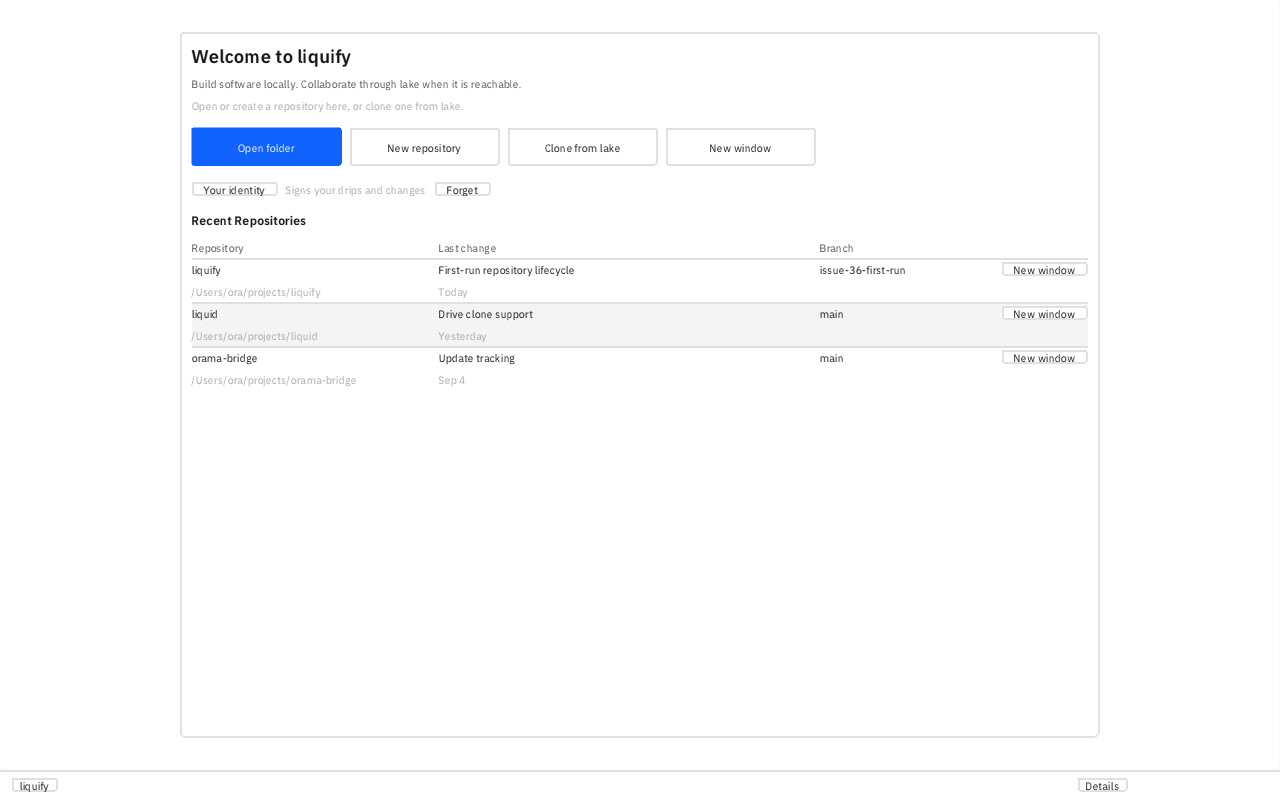 Welcome to liquify
Build software locally. Collaborate through lake when it is reachable.
Open or create a repository here, or clone one from lake.
Open folder New repository Clone from lake New window
Your identity Signs your drips and changes Forget
Recent Repositories
Repository Last change Branch
liquify First-run repository lifecycle issue-36-first-run New window
/Users/ora/projects/liquify Today
liquid Drive clone support main New window
/Users/ora/projects/liquid Yesterday
orama-bridge Update tracking main New window
/Users/ora/projects/orama-bridge Sep 4
liquify Details